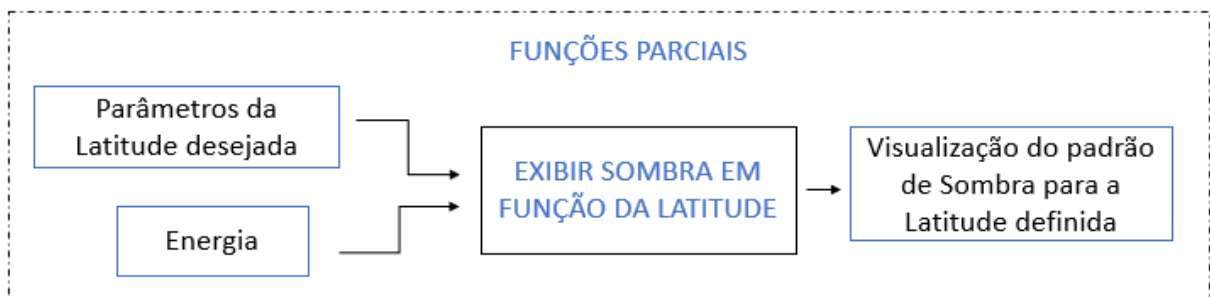 FUNÇÕES PARCIAIS
Parâmetros da
Latitude desejada
Energia
EXIBIR SOMBRA EM
FUNÇÃO DA LATITUDE
Visualização do padrão
de Sombra para a
Latitude definida